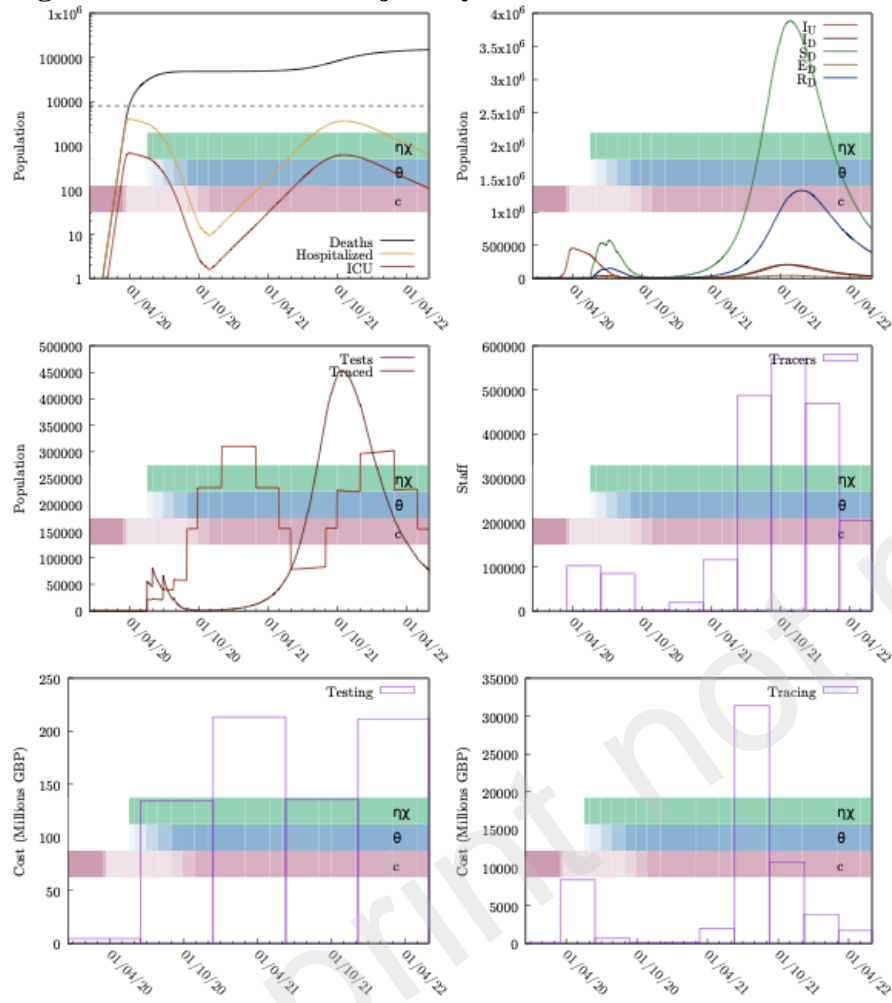 1x10⁶
100000
10000
1000
100
10
1
Population
ηχ
θ
c
Deaths
Hospitalized
ICU
01/04/20
01/10/20
01/04/21
01/10/21
01/04/22
4x10⁶
3.5x10⁶
3x10⁶
2.5x10⁶
2x10⁶
1.5x10⁶
1x10⁶
500000
0
Population
I_U
I_D
S_D
E_D
R_D
ηχ
θ
c
01/04/20
01/10/20
01/04/21
01/10/21
01/04/22
500000
450000
400000
350000
300000
250000
200000
150000
100000
50000
0
Population
Tests
Traced
ηχ
θ
c
01/04/20
01/10/20
01/04/21
01/10/21
01/04/22
600000
500000
400000
300000
200000
100000
0
Staff
Tracers
ηχ
θ
c
01/04/20
01/10/20
01/04/21
01/10/21
01/04/22
250
200
150
100
50
0
Cost (Millions GBP)
Testing
ηχ
θ
c
01/04/20
01/10/20
01/04/21
01/10/21
01/04/22
35000
30000
25000
20000
15000
10000
5000
0
Cost (Millions GBP)
Tracing
ηχ
θ
c
01/04/20
01/10/20
01/04/21
01/10/21
01/04/22
print not